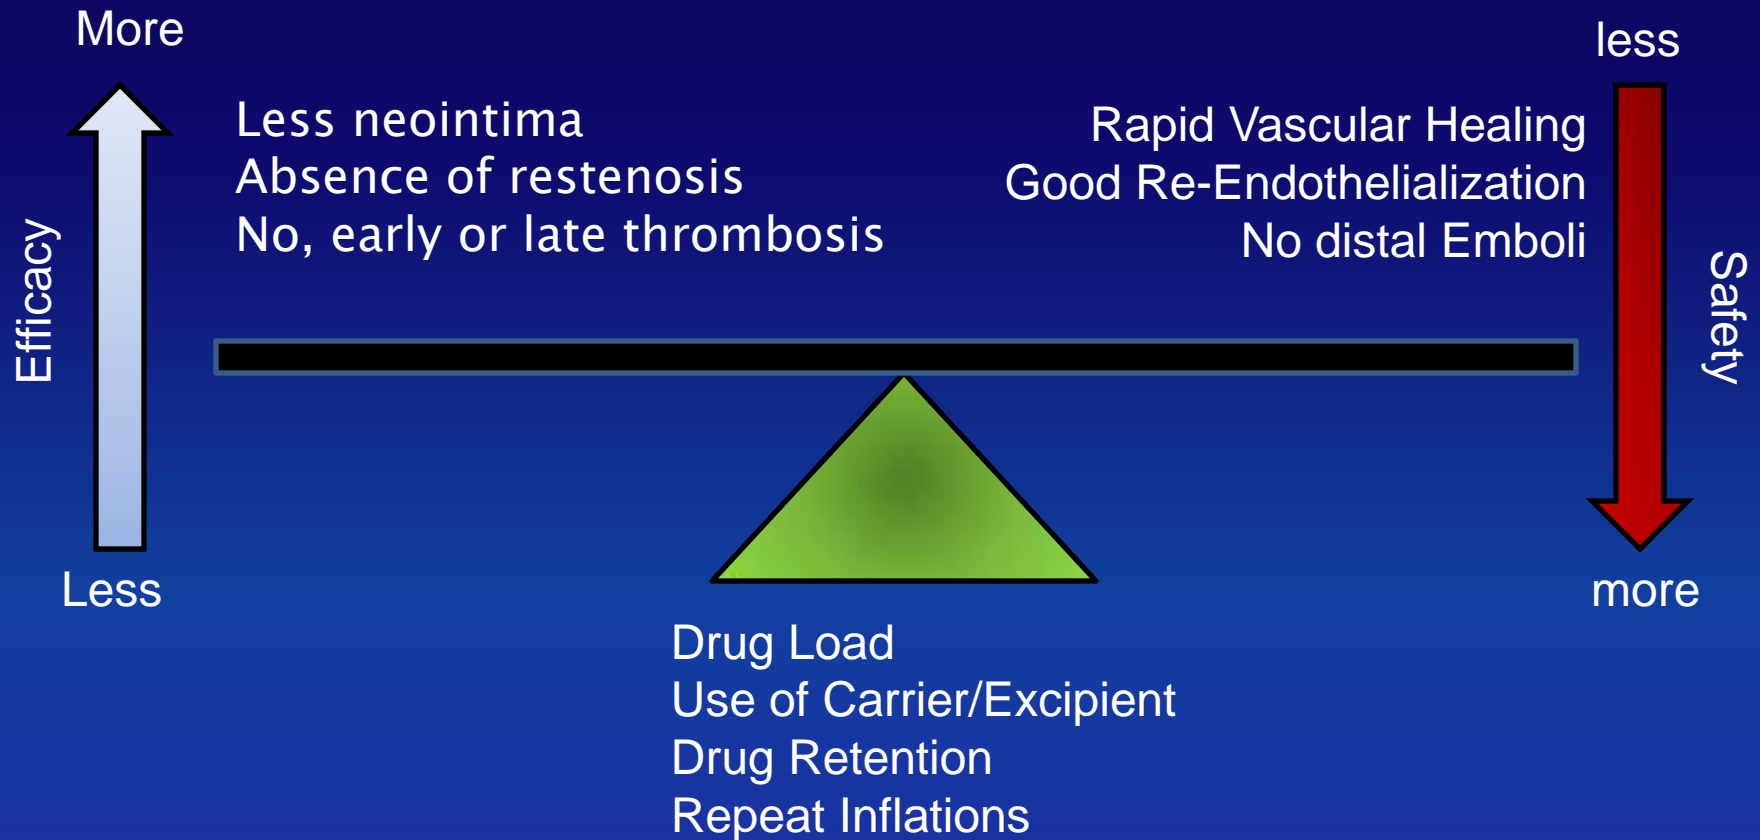 More
less
Less neointima
Absence of restenosis
No, early or late thrombosis
Rapid Vascular Healing
Good Re-Endothelialization
No distal Emboli
Efficacy
Safety
Less
more
Drug Load
Use of Carrier/Excipient
Drug Retention
Repeat Inflations